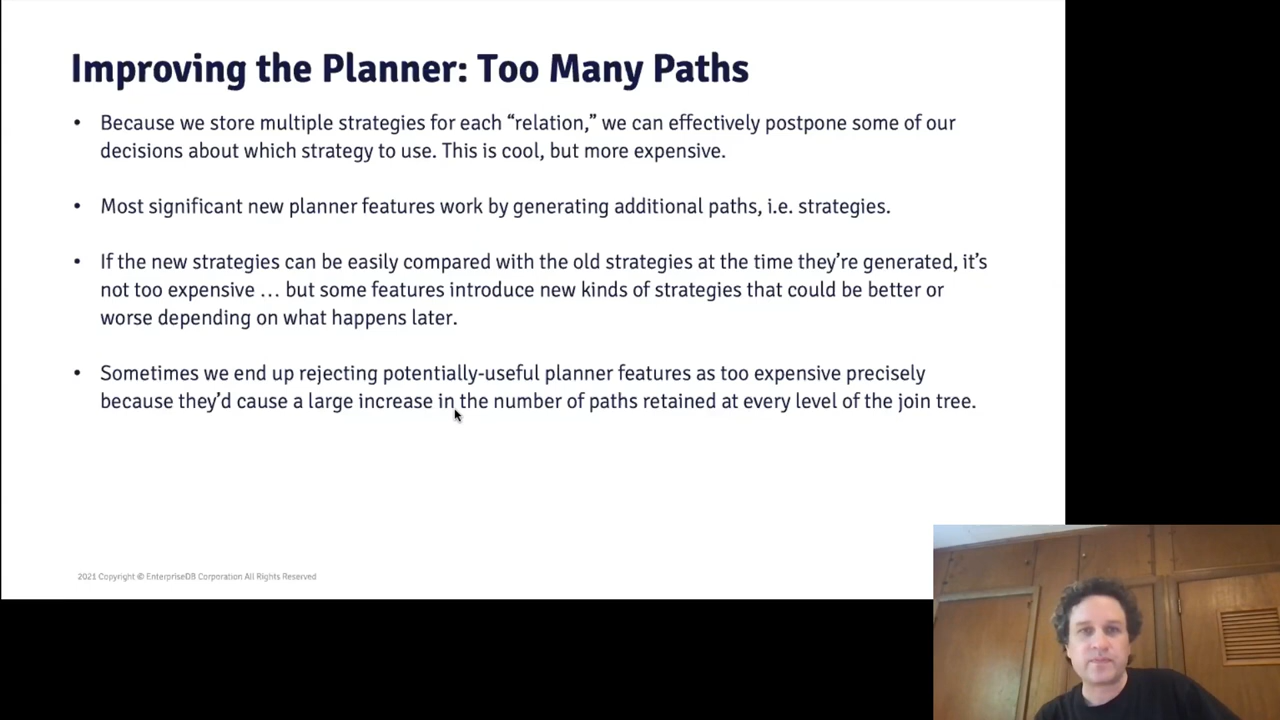 Improving the Planner: Too Many Paths
• Because we store multiple strategies for each “relation,” we can effectively postpone some of our
decisions about which strategy to use. This is cool, but more expensive.
• Most significant new planner features work by generating additional paths, i.e. strategies.
• If the new strategies can be easily compared with the old strategies at the time they’re generated, it’s
not too expensive … but some features introduce new kinds of strategies that could be better or
worse depending on what happens later.
• Sometimes we end up rejecting potentially-useful planner features as too expensive precisely
because they’d cause a large increase in the number of paths retained at every level of the join tree.
2021 Copyright © EnterpriseDB Corporation All Rights Reserved